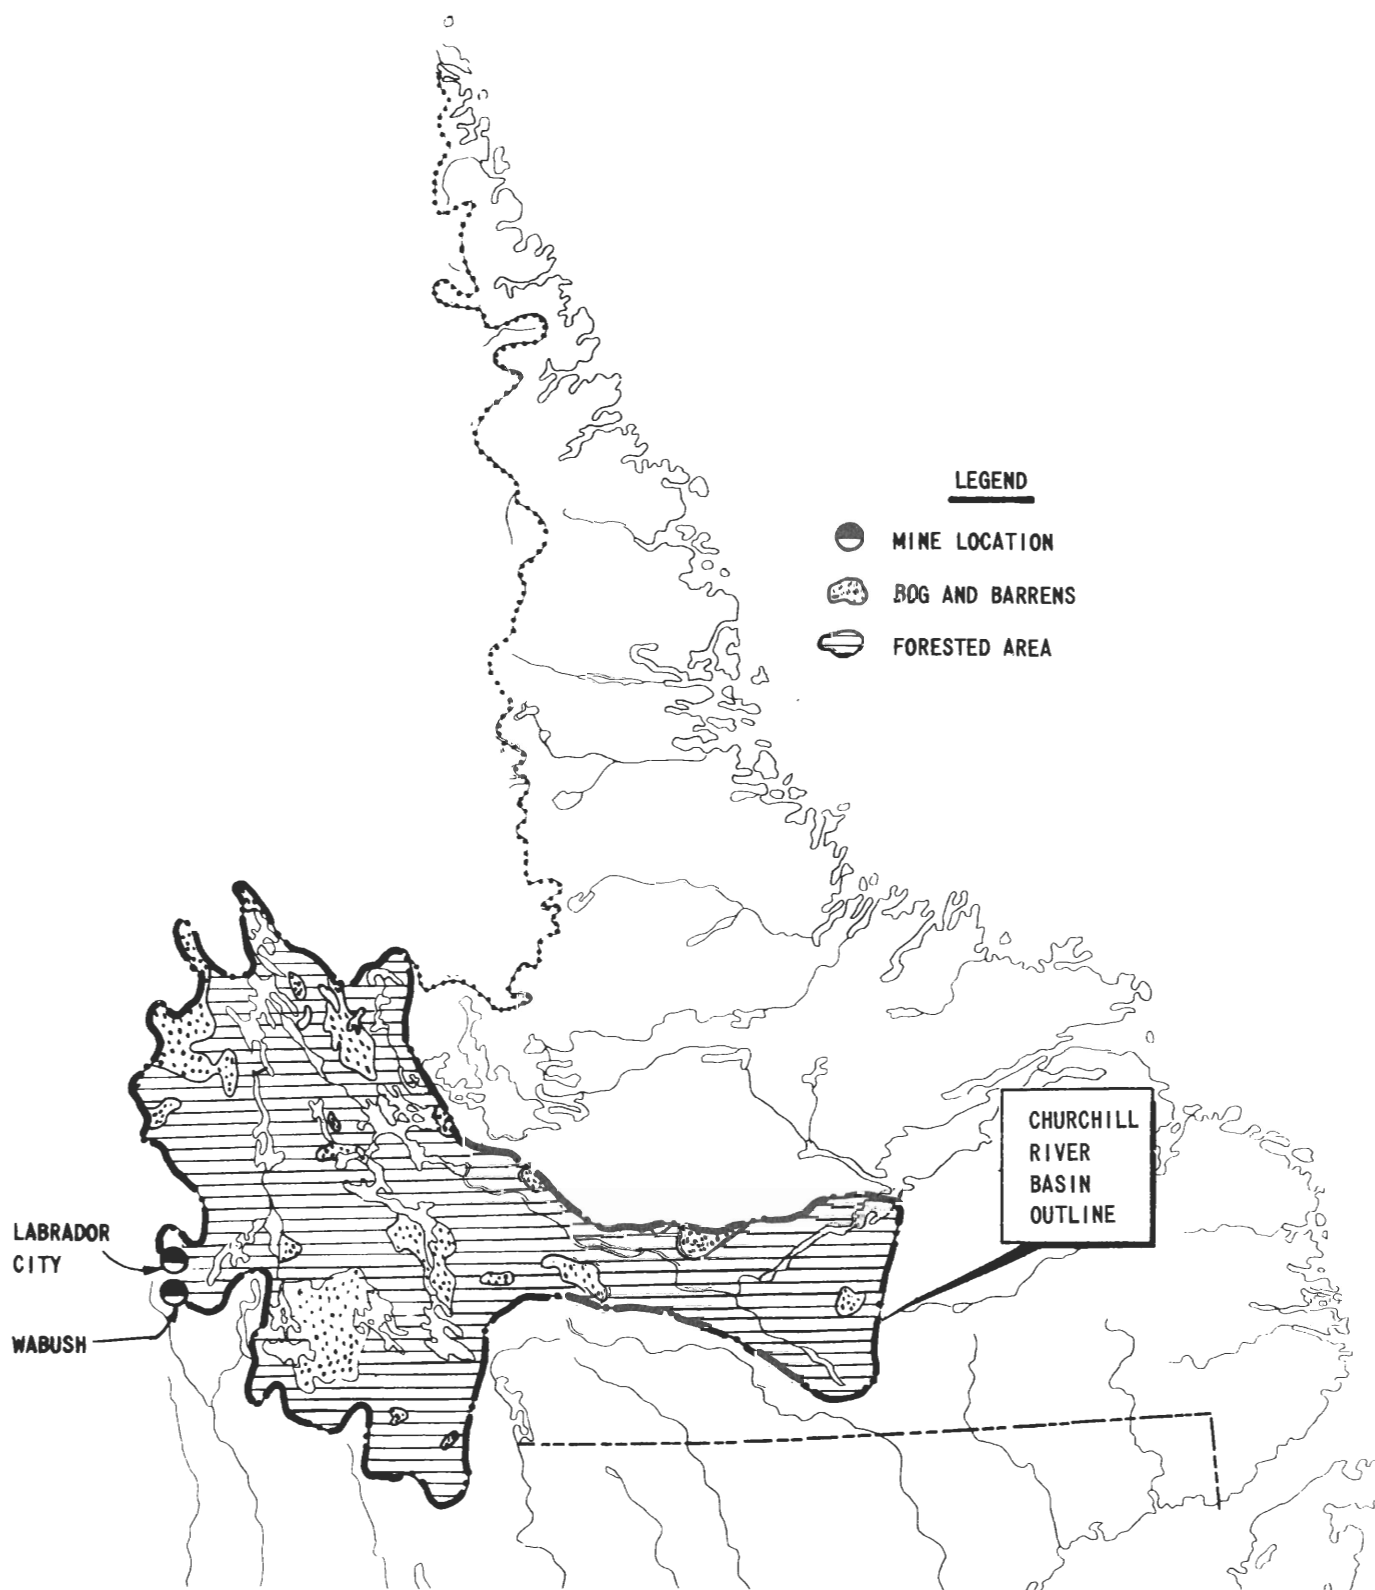 LEGEND
MINE LOCATION
BOG AND BARRENS
FORESTED AREA
CHURCHILL
RIVER
BASIN
OUTLINE
LABRADOR
CITY
WABUSH